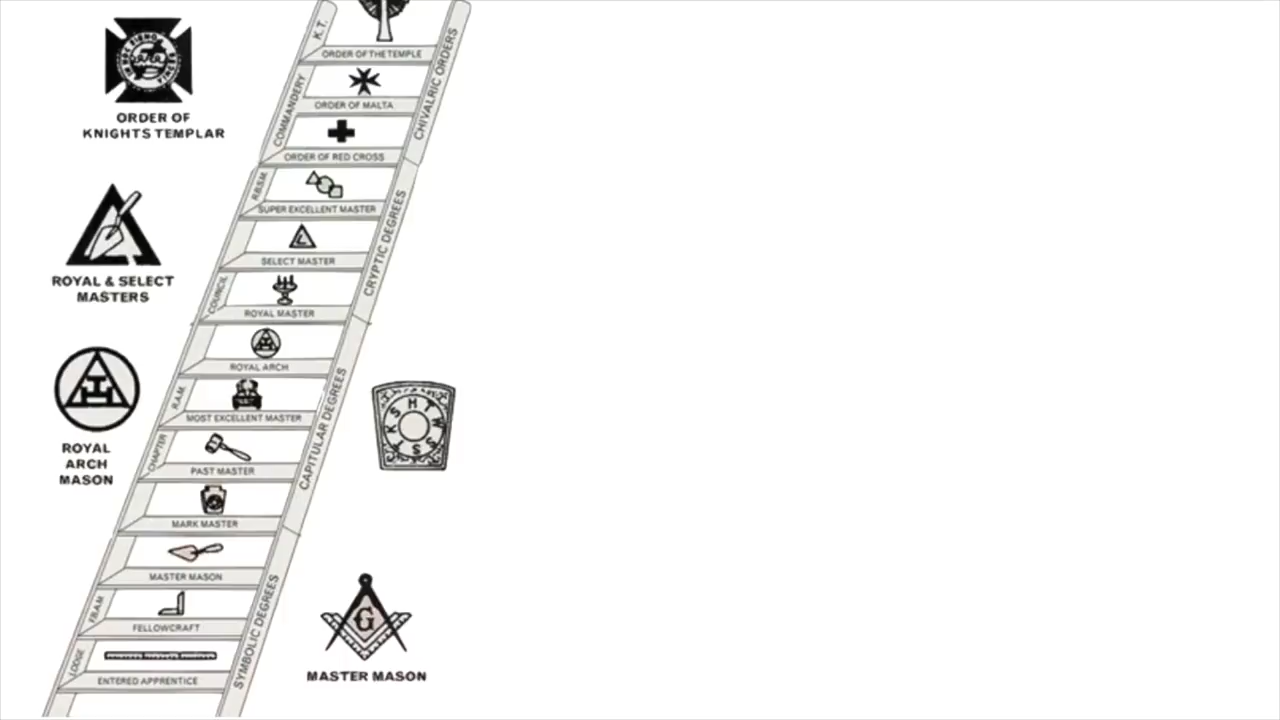 K.T.
ORDER OF THE TEMPLE
CHIVALRIC ORDERS
COMMANDERY
ORDER OF MALTA
ORDER OF RED CROSS
ORDER OF
KNIGHTS TEMPLAR
SUPER EXCELLENT MASTER
CRYPTIC DEGREES
SELECT MASTER
COUNCIL
ROYAL MASTER
ROYAL & SELECT
MASTERS
ROYAL ARCH
R.A.M.
MOST EXCELLENT MASTER
CAPITULAR DEGREES
CHAPTER
PAST MASTER
MARK MASTER
ROYAL
ARCH
MASON
H T W S S T K S
MASTER MASON
F.&.A.M.
FELLOWCRAFT
SYMBOLIC DEGREES
LODGE
ENTERED APPRENTICE
G
MASTER MASON